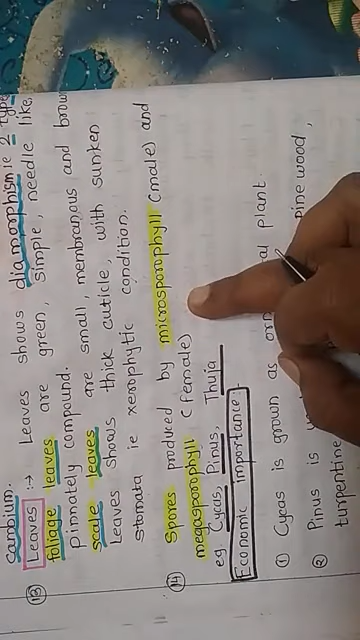 cambium.
(13) Leaves :→ Leaves shows diamorphism ie 2 type
foliage leaves are green, simple, needle like,
pinnately compound.
scale leaves are small, membranous and brow
Leaves shows thick cuticle, with sunken
stomata ie xerophytic condition.
(14) Spores produced by microsporophyll (male) and
megasporophyll (female)
eg Cycas, Pinus, Thuja
Economic importance:
① Cycas is grown as plant.
② Pinus is pine wood,
turpentine